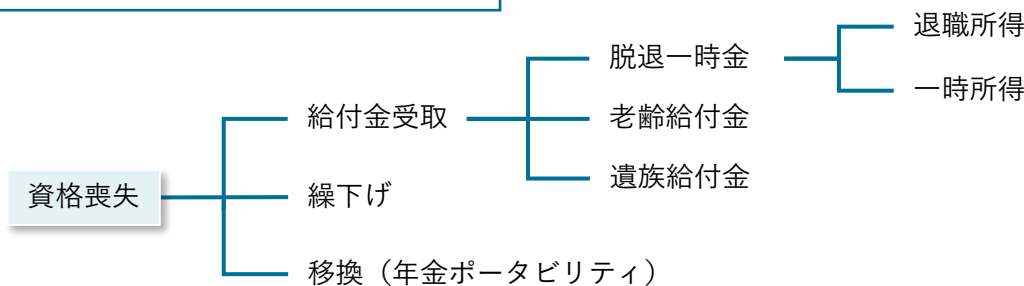 退職所得
脱退一時金
一時所得
給付金受取
老齢給付金
遺族給付金
資格喪失
繰下げ
移換（年金ポータビリティ）